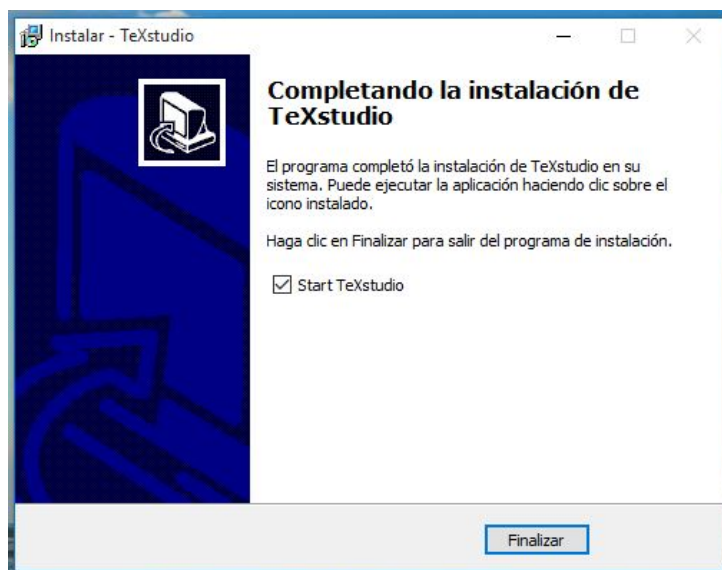 Instalar - TeXstudio
Completando la instalación de
TeXstudio
El programa completó la instalación de TeXstudio en su
sistema. Puede ejecutar la aplicación haciendo clic sobre el
icono instalado.
Haga clic en Finalizar para salir del programa de instalación.
Start TeXstudio
Finalizar